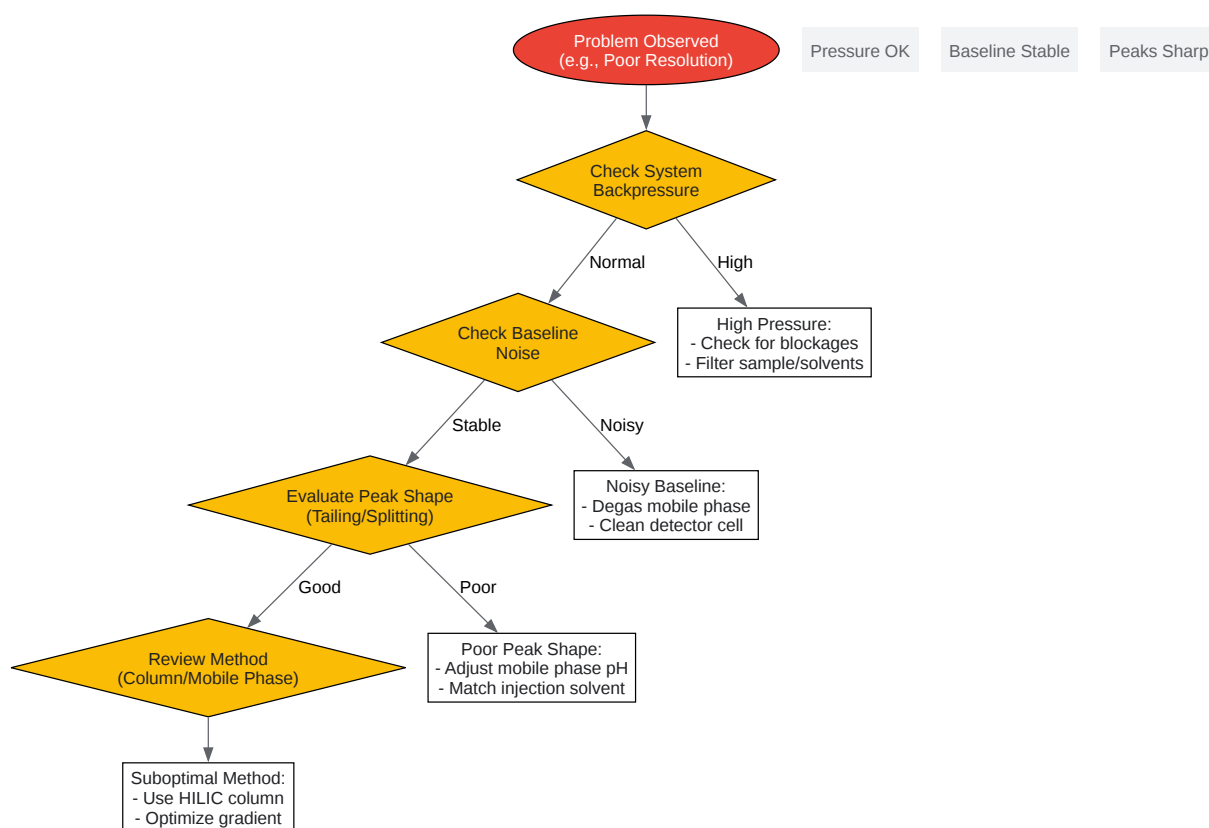 Problem Observed
(e.g., Poor Resolution)
Pressure OK
Baseline Stable
Peaks Sharp
Check System
Backpressure
Normal
High
Check Baseline
Noise
High Pressure:
- Check for blockages
- Filter sample/solvents
Stable
Noisy
Evaluate Peak Shape
(Tailing/Splitting)
Noisy Baseline:
- Degas mobile phase
- Clean detector cell
Good
Poor
Review Method
(Column/Mobile Phase)
Poor Peak Shape:
- Adjust mobile phase pH
- Match injection solvent
Suboptimal Method:
- Use HILIC column
- Optimize gradient